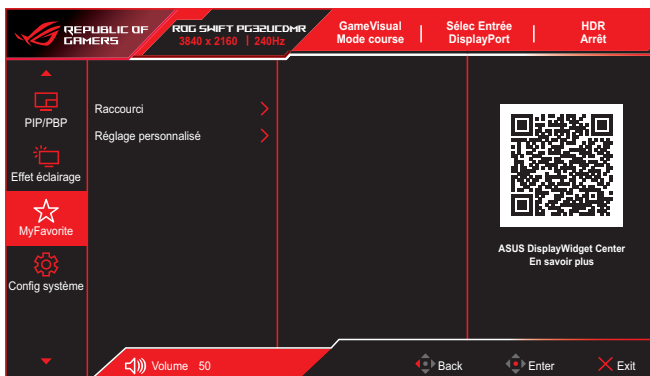 REPUBLIC OF
GAMERS
ROG SWIFT PG32UCDMR
3840 x 2160 | 240Hz
GameVisual
Mode course
Sélec Entrée
DisplayPort
HDR
Arrêt
PIP/PBP
Effet éclairage
MyFavorite
Config système
Raccourci
Réglage personnalisé
ASUS DisplayWidget Center
En savoir plus
Volume 50
Back
Enter
Exit